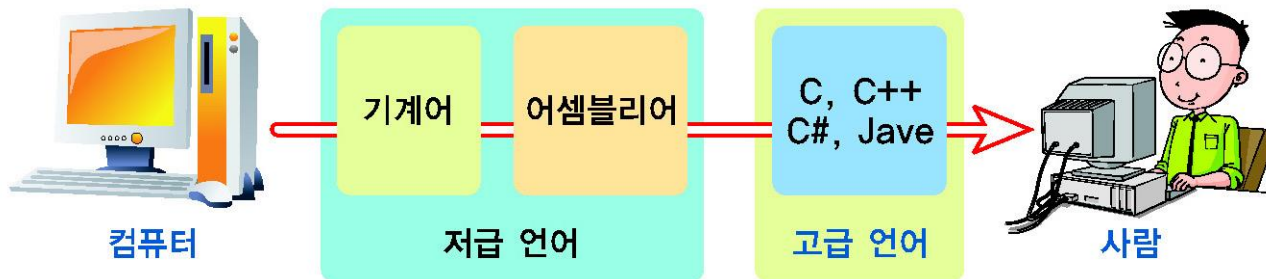 기계어
어셈블리어
C, C++
C#, Jave
컴퓨터
저급 언어
고급 언어
사람